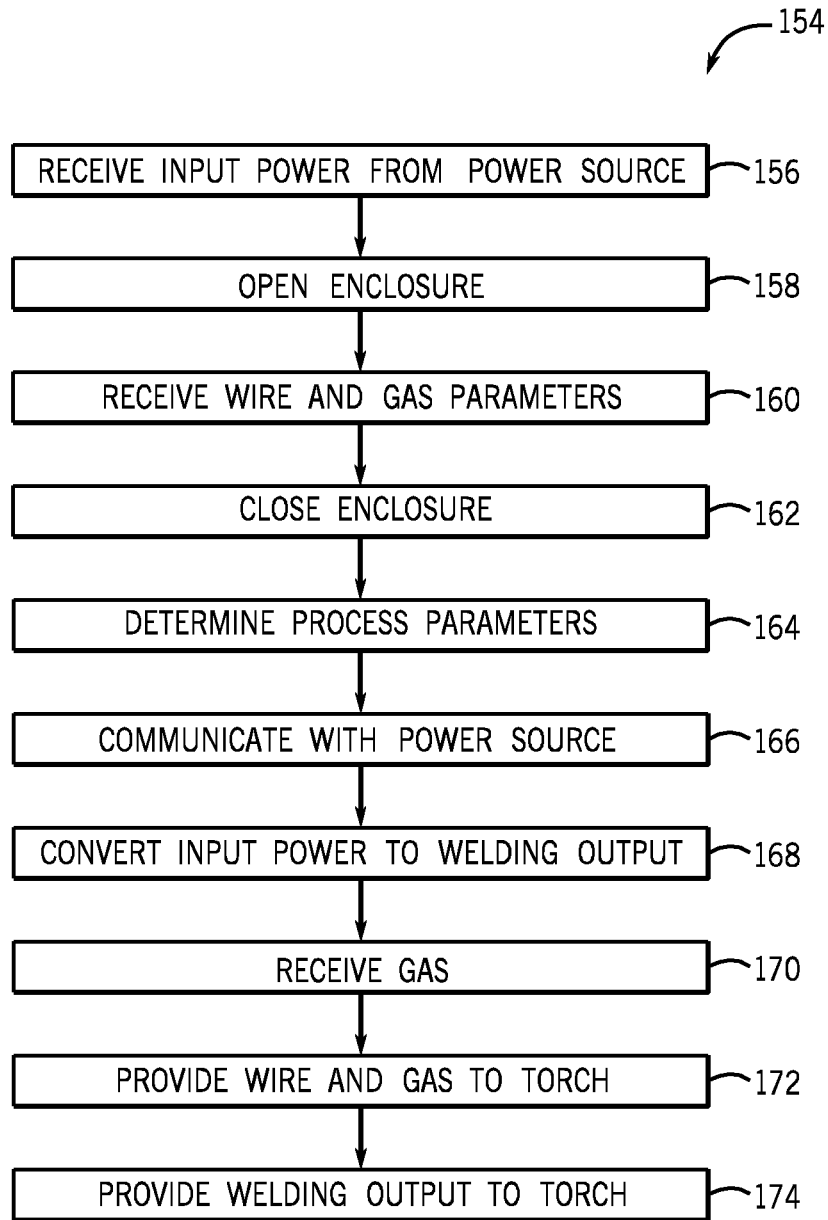 154
RECEIVE INPUT POWER FROM POWER SOURCE 156
OPEN ENCLOSURE 158
RECEIVE WIRE AND GAS PARAMETERS 160
CLOSE ENCLOSURE 162
DETERMINE PROCESS PARAMETERS 164
COMMUNICATE WITH POWER SOURCE 166
CONVERT INPUT POWER TO WELDING OUTPUT 168
RECEIVE GAS 170
PROVIDE WIRE AND GAS TO TORCH 172
PROVIDE WELDING OUTPUT TO TORCH 174